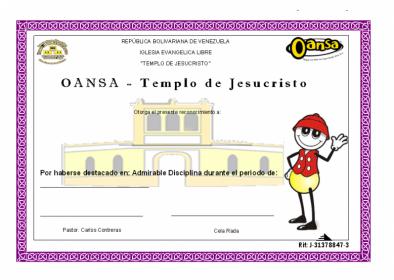 REPÚBLICA BOLIVARIANA DE VENEZUELA
IGLESIA EVANGELICA LIBRE
"TEMPLO DE JESUCRISTO"
Oansa
OANSA - Templo de Jesucristo
Otorga el presente reconocimiento a:
Por haberse destacado en: Admirable Disciplina durante el periodo de:
Pastor: Carlos Contreras
Celia Rada
Rif: J-31378847-3